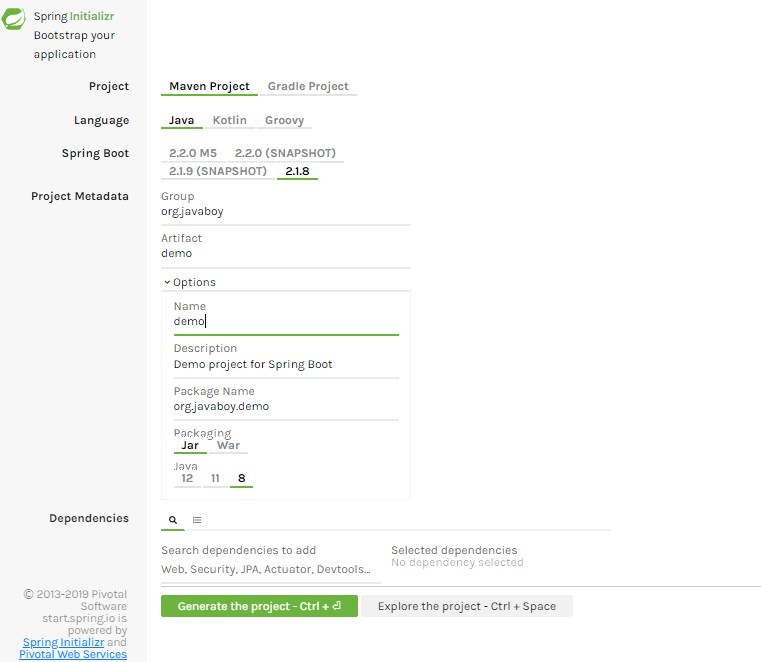 Spring Initializr
Bootstrap your
application
Project
Maven Project Gradle Project
Language
Java Kotlin Groovy
Spring Boot
2.2.0 M5 2.2.0 (SNAPSHOT)
2.1.9 (SNAPSHOT) 2.1.8
Project Metadata
Group
org.javaboy
Artifact
demo
Options
Name
demo
Description
Demo project for Spring Boot
Package Name
org.javaboy.demo
Packaging
Jar War
Java
12 11 8
Dependencies
Search dependencies to add
Web, Security, JPA, Actuator, Devtools...
Selected dependencies
No dependency selected
© 2013-2019 Pivotal
Software
start.spring.io is
powered by
Spring Initializr and
Pivotal Web Services
Generate the project - Ctrl + ⏎
Explore the project - Ctrl + Space